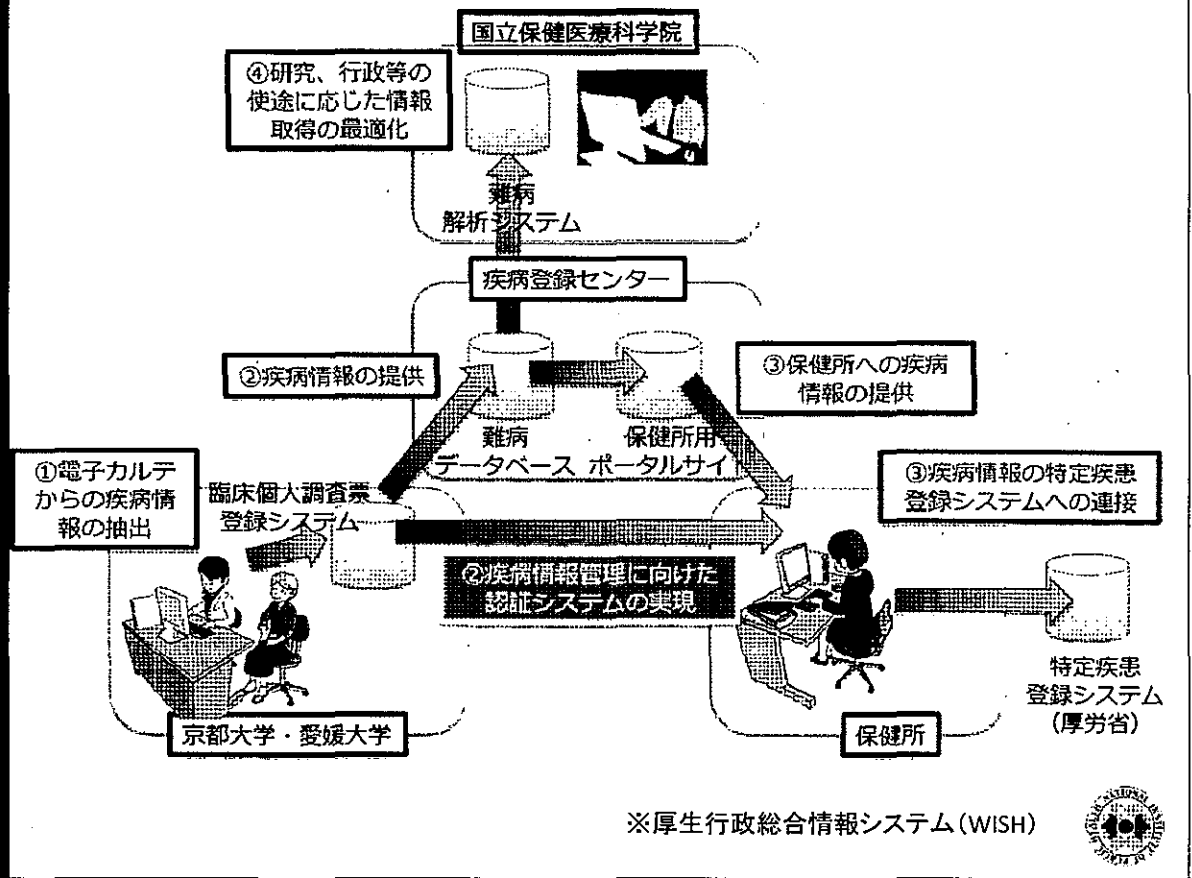 国立保健医療科学院
④研究、行政等の
使途に応じた情報
取得の最適化
難病
解析システム
疾病登録センター
②疾病情報の提供
③保健所への疾病
情報の提供
難病
データベース
保健所用
ポータルサイ
①電子カルテ
からの疾病情
報の抽出
臨床個人調査票
登録システム
③疾病情報の特定疾患
登録システムへの連接
②疾病情報管理に向けた
認証システムの実現
特定疾患
登録システム
(厚労省)
京都大学・愛媛大学
保健所
※厚生行政総合情報システム(WISH)